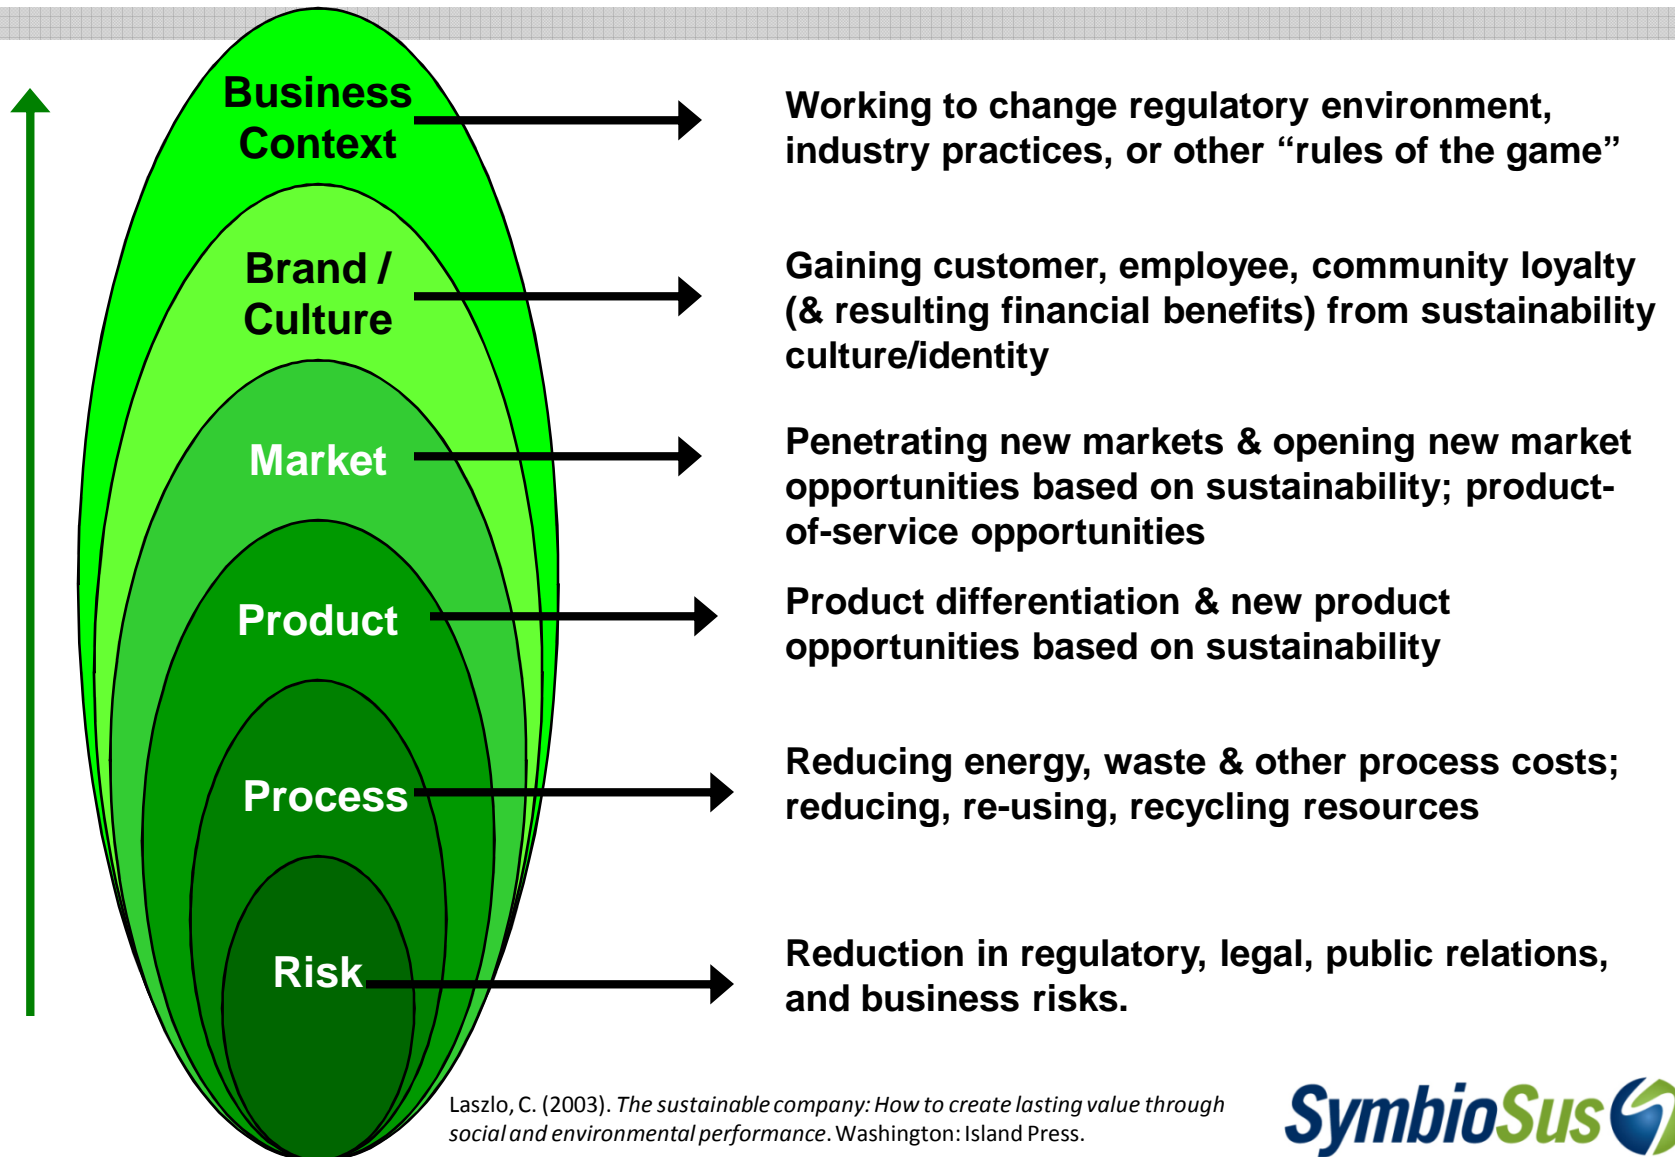 Business
Context
Working to change regulatory environment,
industry practices, or other “rules of the game”
Brand /
Culture
Gaining customer, employee, community loyalty
(& resulting financial benefits) from sustainability
culture/identity
Market
Penetrating new markets & opening new market
opportunities based on sustainability; product-
of-service opportunities
Product
Product differentiation & new product
opportunities based on sustainability
Process
Reducing energy, waste & other process costs;
reducing, re-using, recycling resources
Risk
Reduction in regulatory, legal, public relations,
and business risks.
Laszlo, C. (2003). The sustainable company: How to create lasting value through
social and environmental performance. Washington: Island Press.
SymbioSus